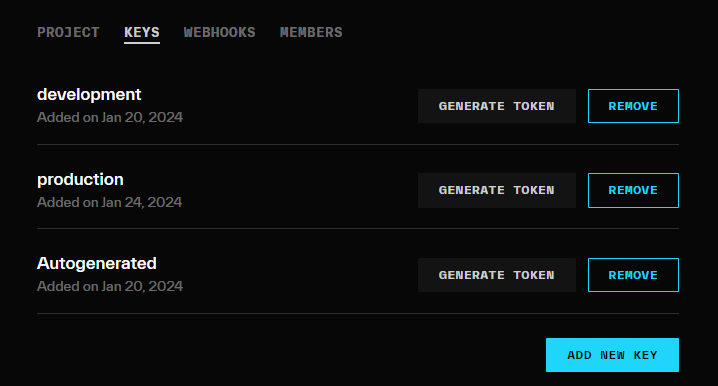 PROJECT KEYS WEBHOOKS MEMBERS
development
Added on Jan 20, 2024
GENERATE TOKEN REMOVE
production
Added on Jan 24, 2024
GENERATE TOKEN REMOVE
Autogenerated
Added on Jan 20, 2024
GENERATE TOKEN REMOVE
ADD NEW KEY